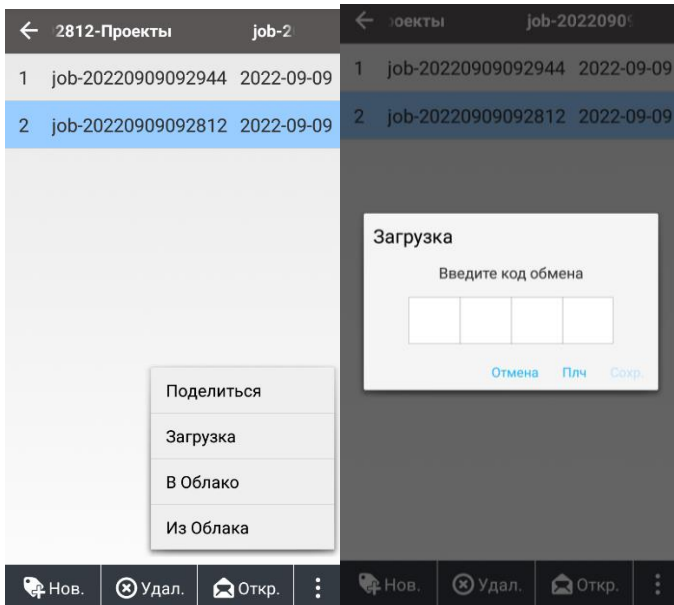 2812-Проекты job-2
1 job-20220909092944 2022-09-09
2 job-20220909092812 2022-09-09
Поделиться
Загрузка
В Облако
Из Облака
Нов. Удал. Откр.
роекты job-2022090
1 job-20220909092944 2022-09-09
2 job-20220909092812 2022-09-09
Загрузка
Введите код обмена
Отмена Плч Сохр.
Нов. Удал. Откр.